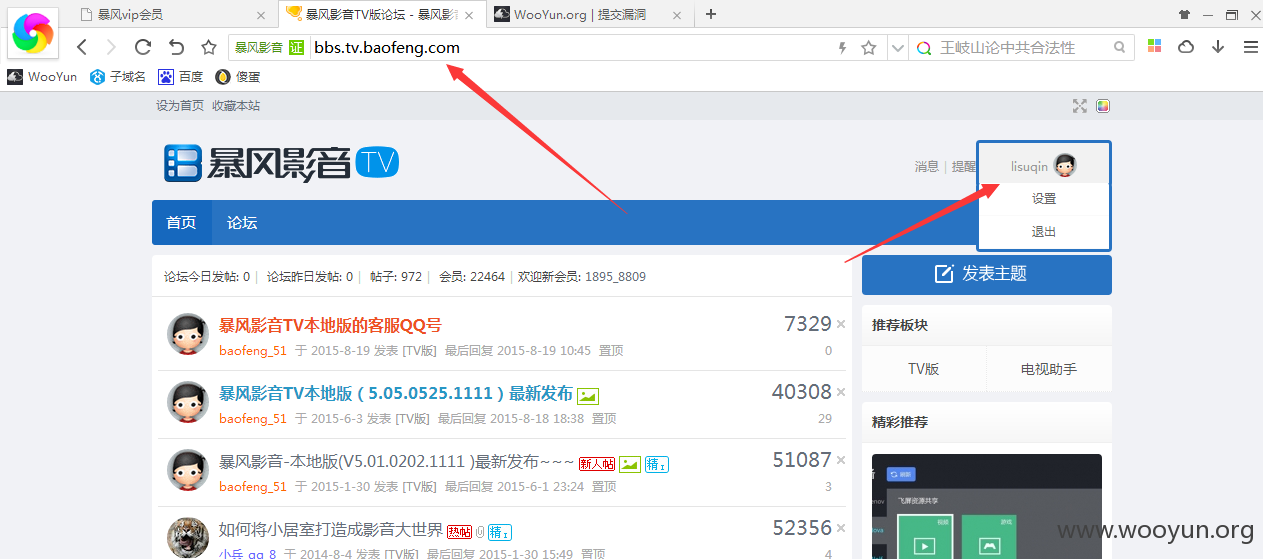 暴风vip会员
暴风影音TV版论坛 - 暴风影
WooYun.org | 提交漏洞
暴风影音 证 bbs.tv.baofeng.com
王岐山论中共合法性
WooYun 子域名 百度 傻蛋
设为首页 收藏本站
暴风影音 TV
消息 | 提醒
lisuqin
设置
退出
首页 论坛
论坛今日发帖: 0 | 论坛昨日发帖: 0 | 帖子: 972 | 会员: 22464 | 欢迎新会员: 1895_8809
发表主题
暴风影音TV本地版的客服QQ号 7329
baofeng_51 于 2015-8-19 发表 [TV版] 最后回复 2015-8-19 10:45 置顶 0
暴风影音TV本地版（5.05.0525.1111）最新发布 40308
baofeng_51 于 2015-6-3 发表 [TV版] 最后回复 2015-8-18 18:38 置顶 29
暴风影音-本地版(V5.01.0202.1111 )最新发布~~~ 新人帖 精1 51087
baofeng_51 于 2015-1-30 发表 [TV版] 最后回复 2015-6-1 23:24 置顶 3
如何将小居室打造成影音大世界 热帖 精1 52356
小兵_qq_8 于 2014-8-4 发表 [TV版] 最后回复 2015-1-30 15:49 置顶 4
推荐板块
TV版 电视助手
精彩推荐
刷新
飞屏资源共享
视频 游戏
www.wooyun.org